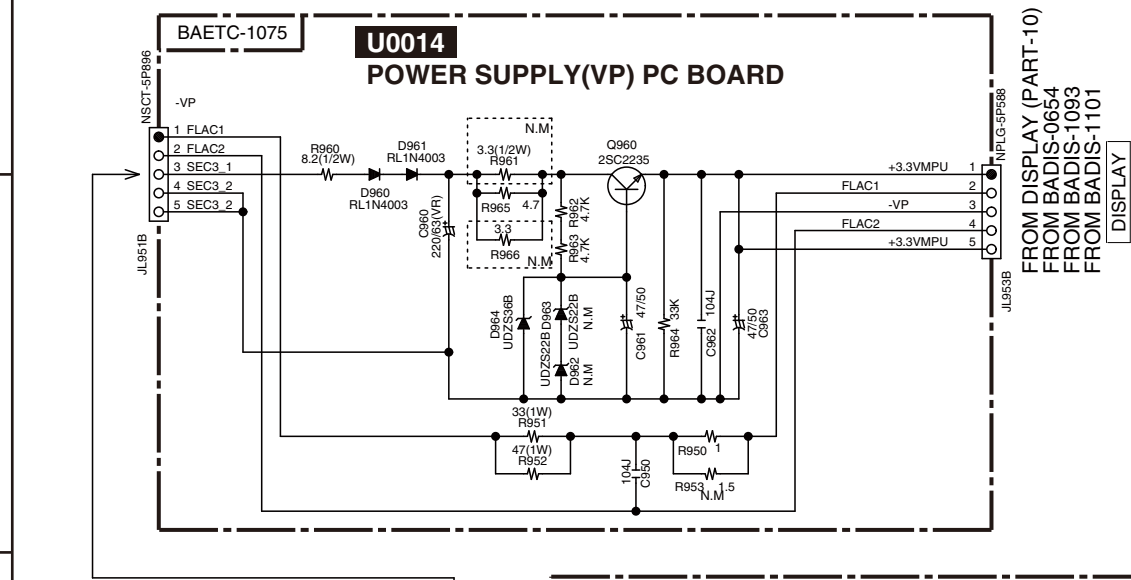 BAETC-1075
U0014
POWER SUPPLY(VP) PC BOARD
NSCT-5P896
-VP
1 FLAC1
2 FLAC2
3 SEC3_1
4 SEC3_2
5 SEC3_2
JL951B
R960
8.2(1/2W)
D961
RL1N4003
D960
RL1N4003
C960
220/63(VR)
N.M
3.3(1/2W)
R961
R965
4.7
3.3
R966
N.M
R962
4.7K
R963
4.7K
Q960
2SC2235
D964
UDZS36B
D963
UDZS22B
N.M
UDZS22B
D962
N.M
47/50
C961
33K
R964
104J
C962
47/50
C963
33(1W)
R951
47(1W)
R952
104J
C950
R950
1
R953
1.5
N.M
+3.3VMPU 1
FLAC1 2
-VP 3
FLAC2 4
+3.3VMPU 5
NPLG-5P588
JL953B
FROM DISPLAY (PART-10)
FROM BADIS-0654
FROM BADIS-1093
FROM BADIS-1101
DISPLAY